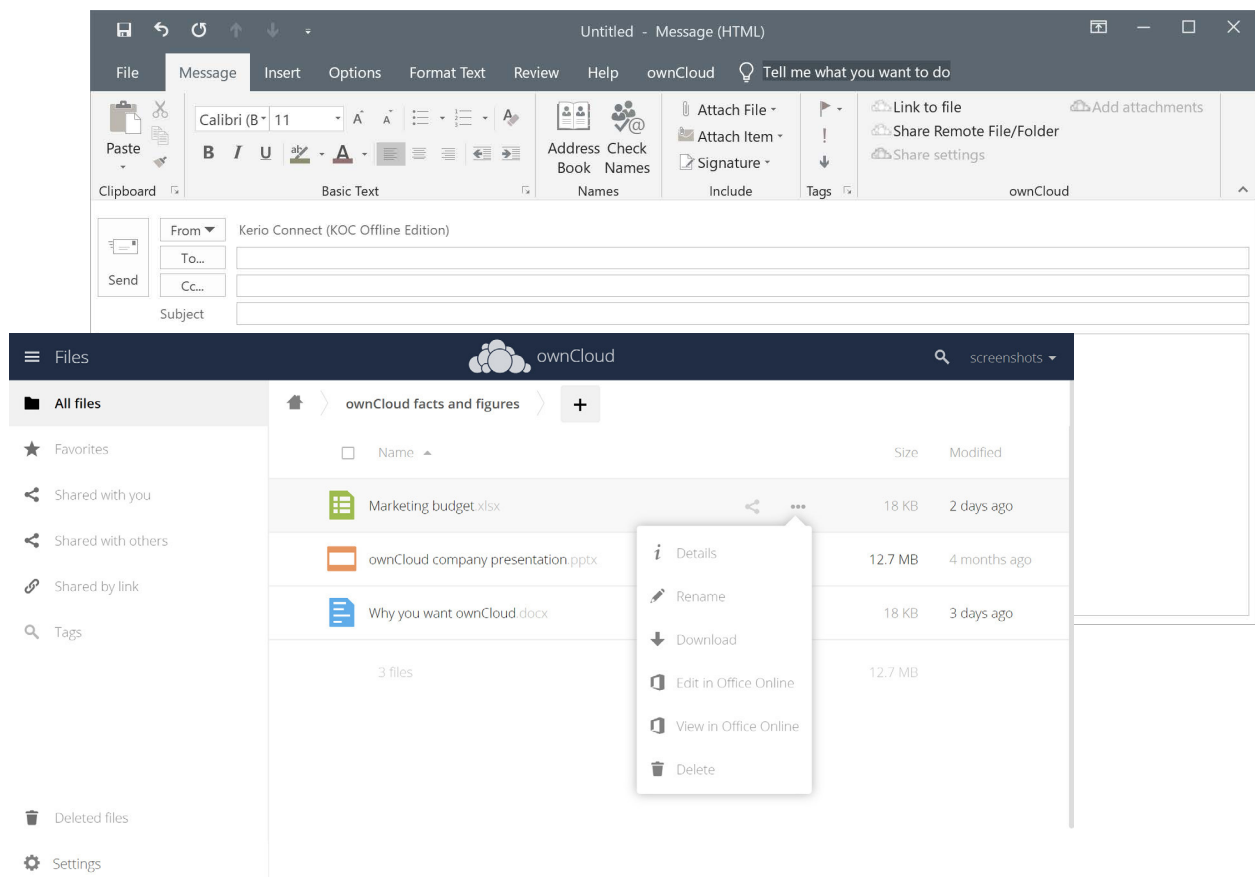 Untitled - Message (HTML)
File Message Insert Options Format Text Review Help ownCloud Tell me what you want to do
Paste
Clipboard
Calibri (B 11
B I U
Basic Text
Address Book
Check Names
Names
Attach File
Attach Item
Signature
Include
Tags
Link to file
Share Remote File/Folder
Share settings
Add attachments
ownCloud
Send
From Kerio Connect (KOC Offline Edition)
To...
Cc...
Subject
Files ownCloud screenshots
All files
Favorites
Shared with you
Shared with others
Shared by link
Tags
Deleted files
Settings
ownCloud facts and figures +
Name Size Modified
Marketing budget.xlsx 18 KB 2 days ago
ownCloud company presentation.pptx 12.7 MB 4 months ago
Why you want ownCloud.docx 18 KB 3 days ago
3 files 12.7 MB
Details
Rename
Download
Edit in Office Online
View in Office Online
Delete